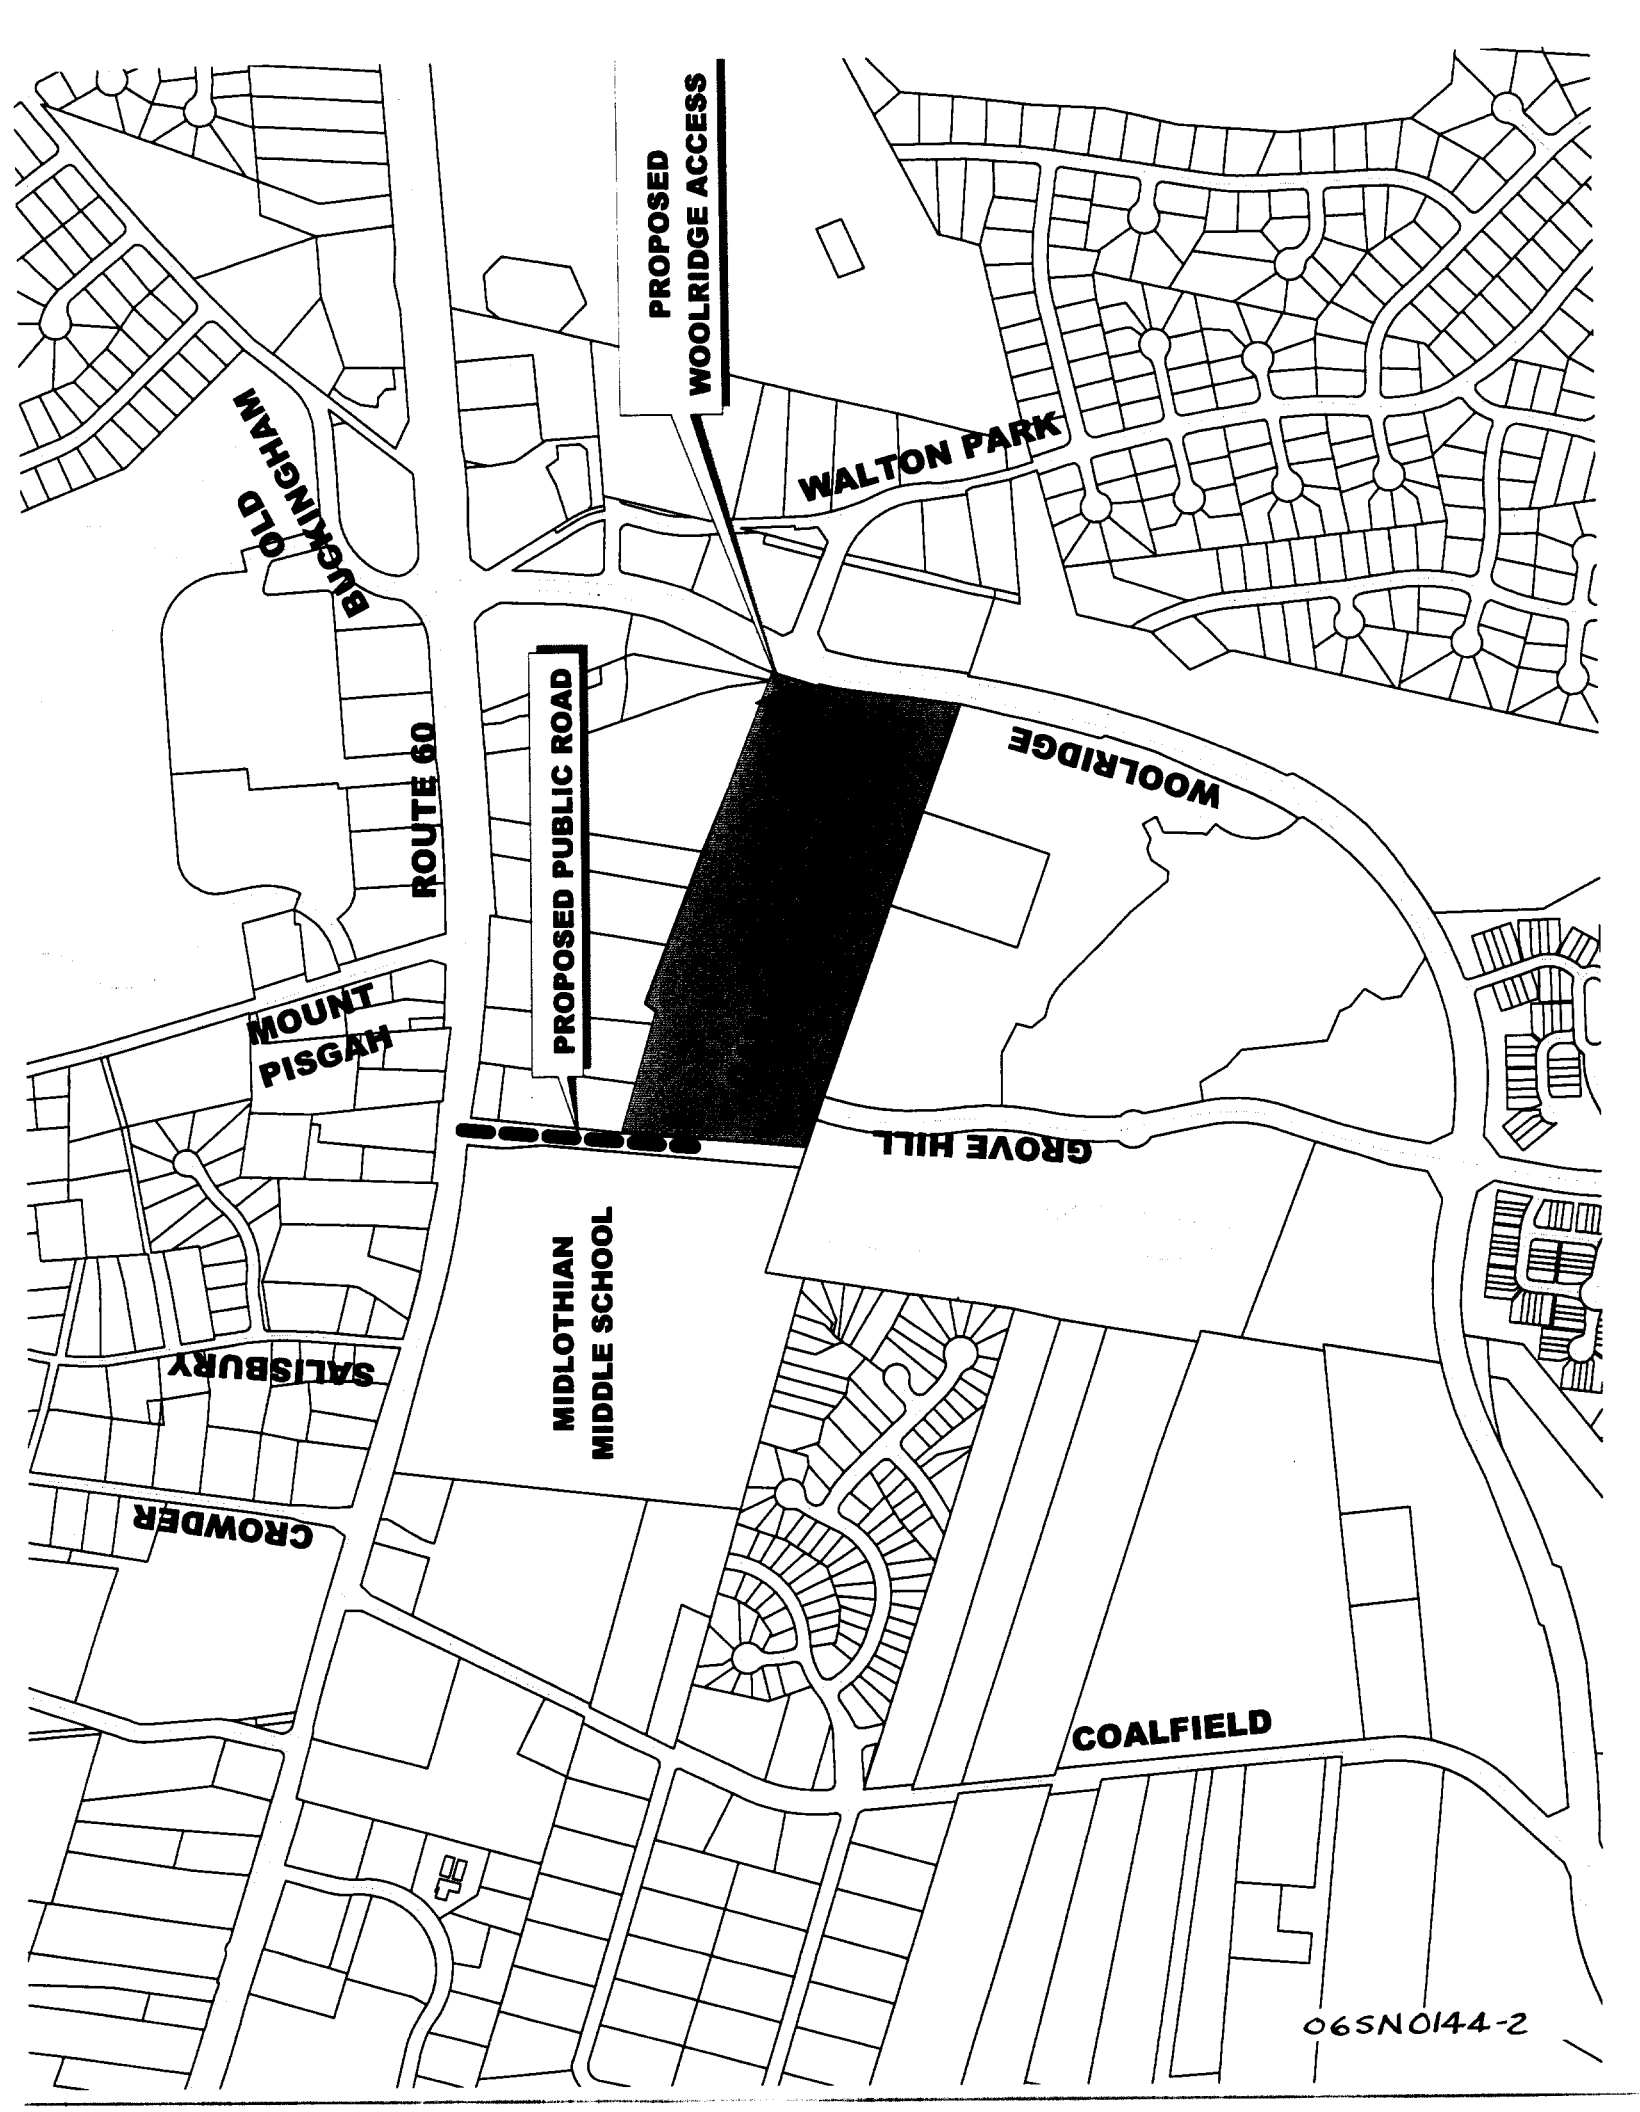 PROPOSED
WOOLRIDGE ACCESS
WALTON PARK
OLD
BUCKINGHAM
PROPOSED PUBLIC ROAD
ROUTE 60
WOOLRIDGE
MOUNT
PISGAH
GROVE HILL
MIDLOTHIAN
MIDDLE SCHOOL
SALISBURY
CROWDER
COALFIELD
06SN0144-2